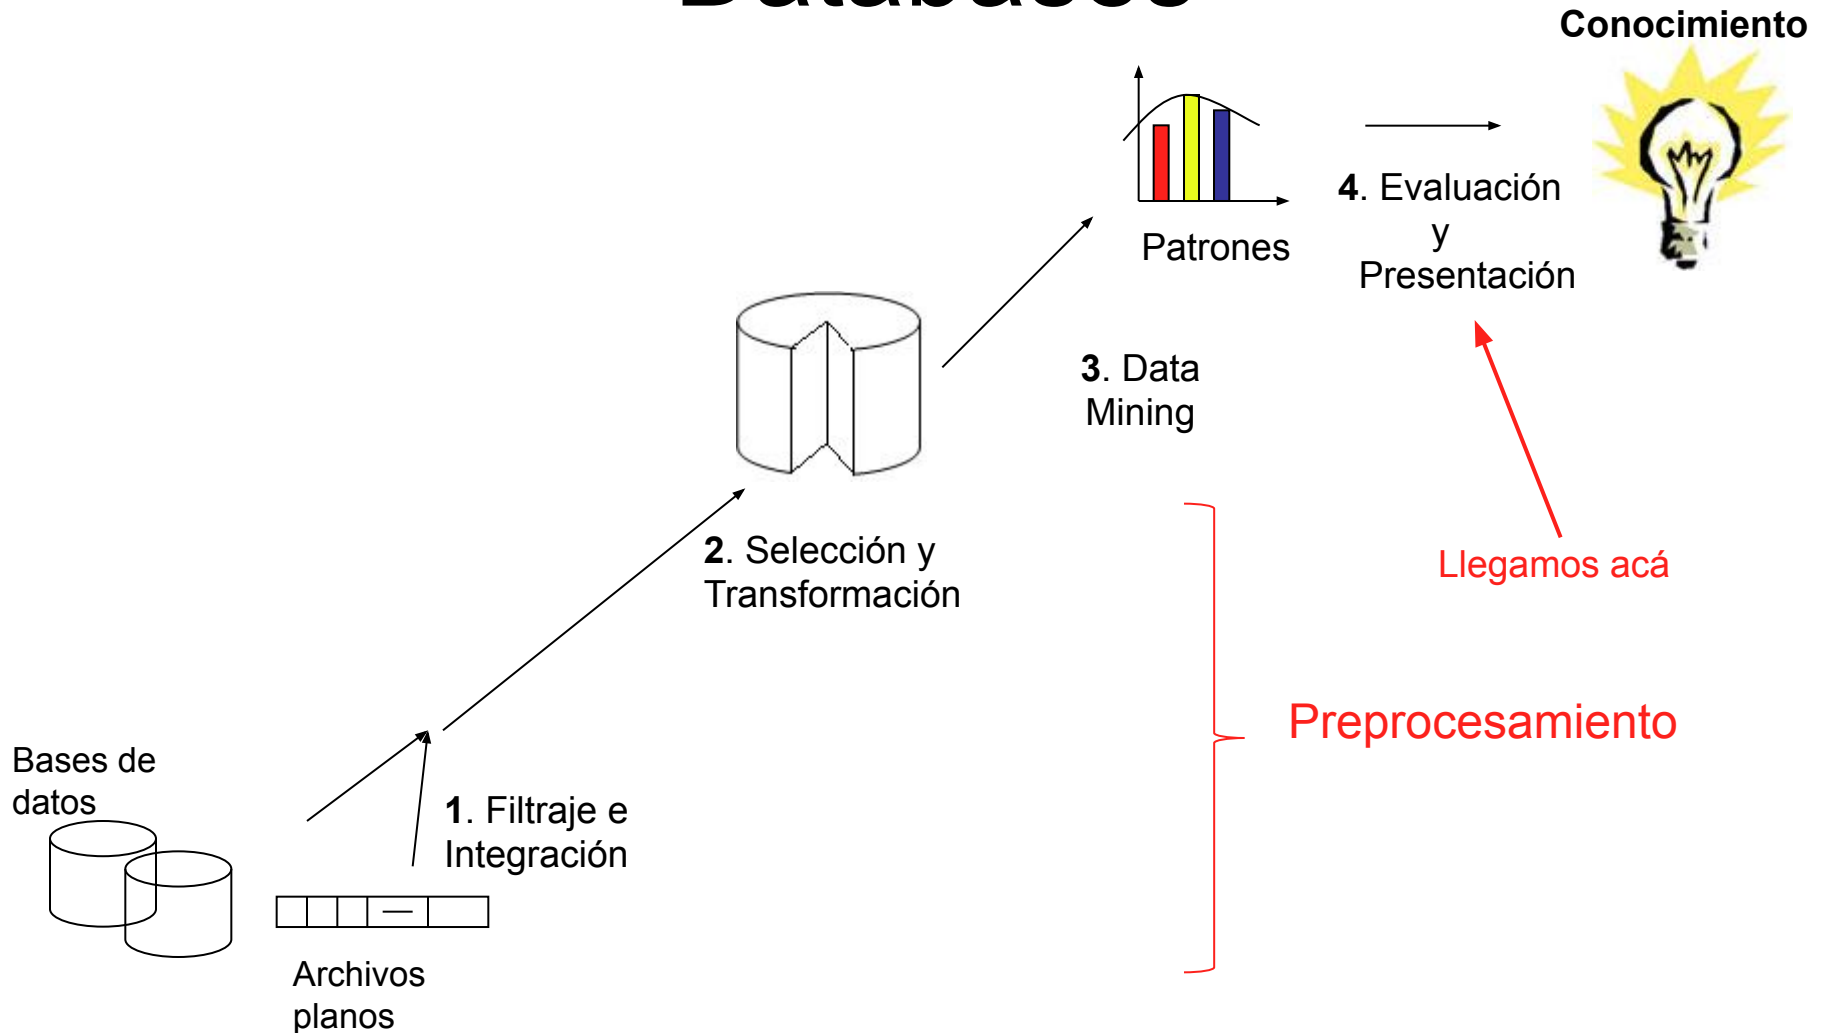 Databases
Conocimiento
Patrones
4. Evaluación
y
Presentación
3. Data
Mining
2. Selección y
Transformación
Llegamos acá
Preprocesamiento
Bases de
datos
1. Filtraje e
Integración
Archivos
planos